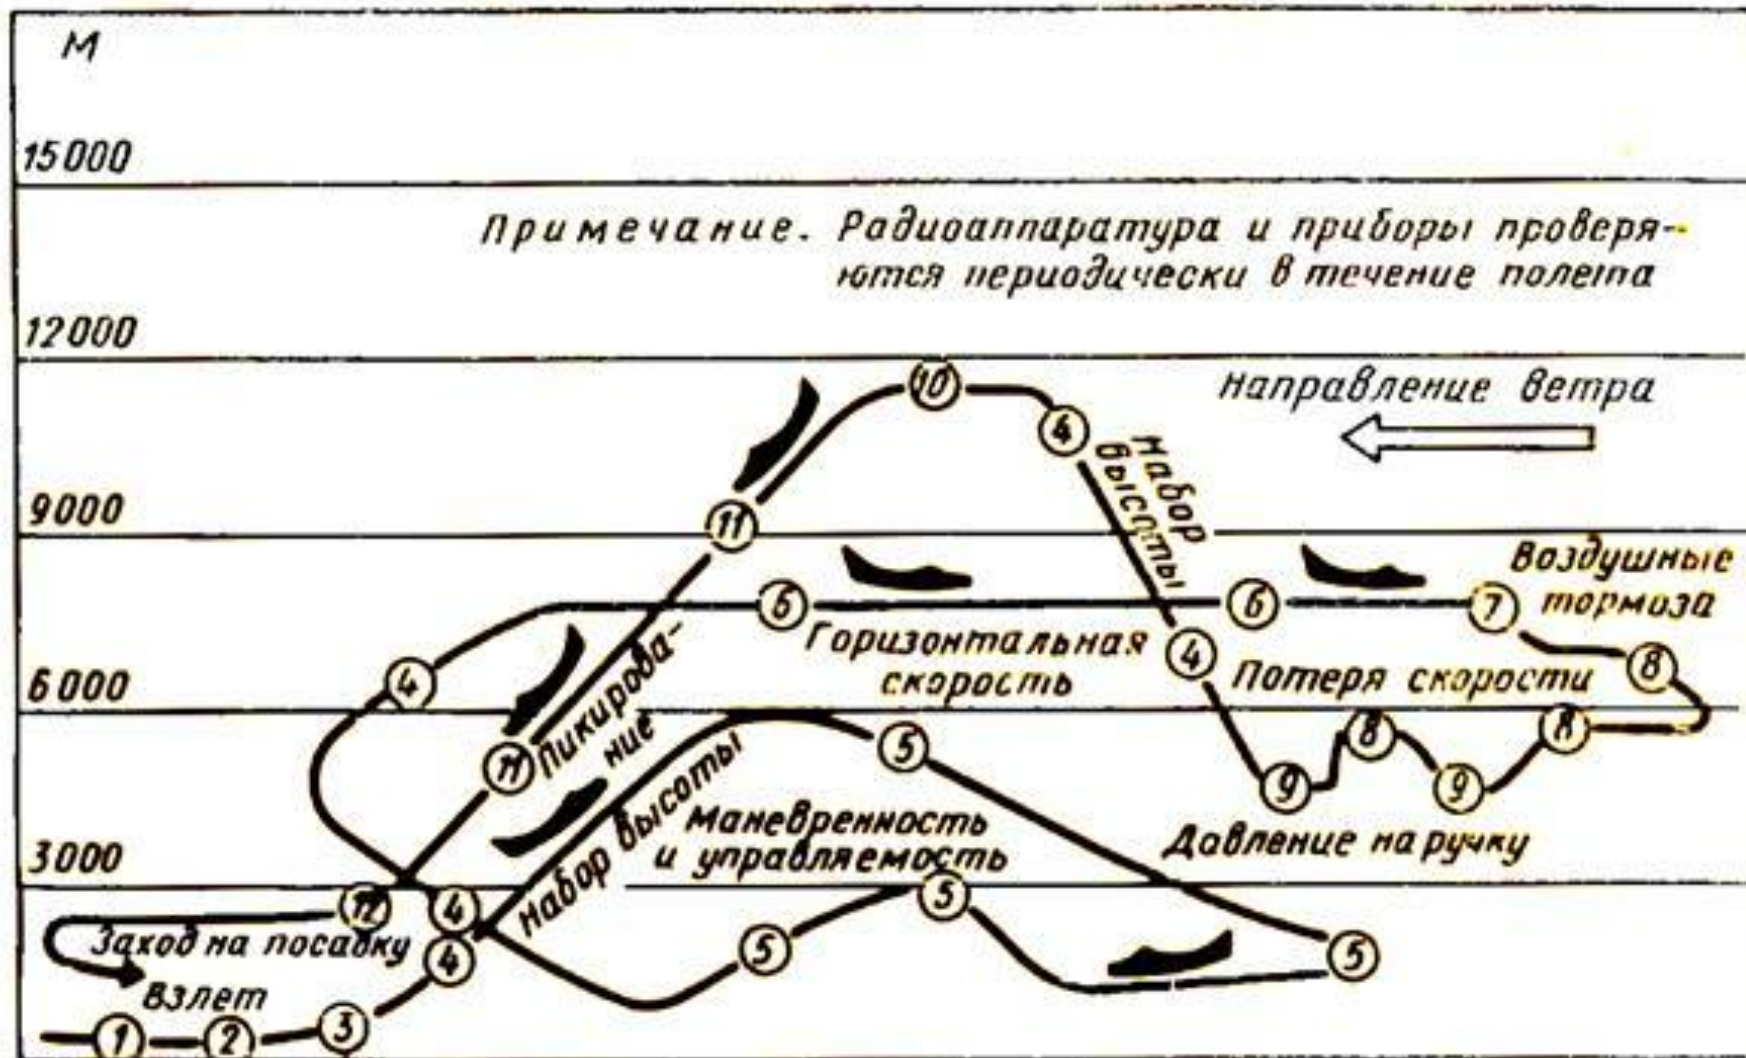 М
15000
Примечание. Радиоаппаратура и приборы проверя-
ются периодически в течение полета
12000
Направление ветра
10
4
Набор
высоты
9000
11
Воздушные
тормоза
6
6
7
Горизонтальная
скорость
4
Потеря скорости
8
4
6000
Пикирова-
ние
11
5
8
8
9
9
Набор высоты
Маневренность
и управляемость
Давление на ручку
3000
12
4
5
Заход на посадку
4
5
5
Взлет
1
2
3